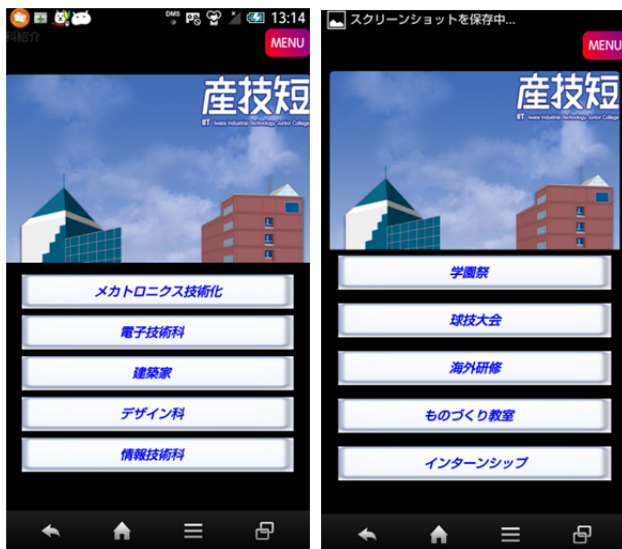 DMS
13:14
科紹介
MENU
産技短
IIT Iwate Industrial Technology Junior College
メカトロニクス技術化
電子技術科
建築家
デザイン科
情報技術科
スクリーンショットを保存中...
MENU
産技短
IIT Iwate Industrial Technology Junior College
学園祭
球技大会
海外研修
ものづくり教室
インターンシップ